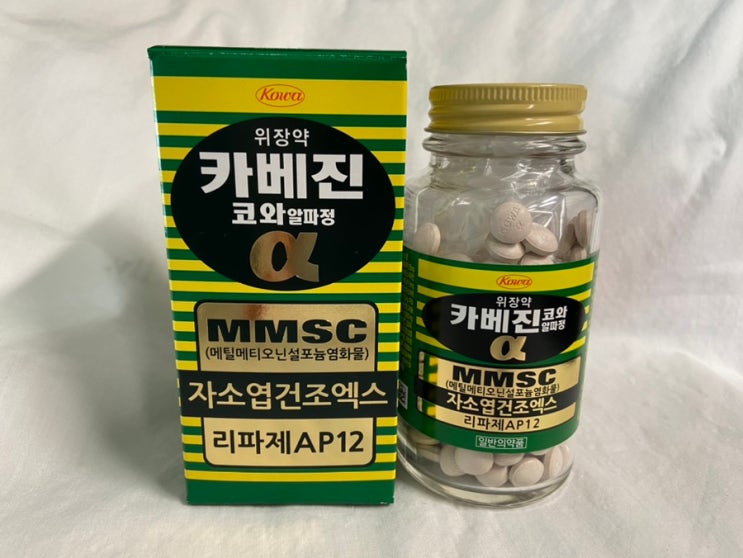 Kowa
위장약
카베진
코와알파정
α
MMSC
(메틸메티오닌설포늄염화물)
자소엽건조엑스
리파제AP12
Kowa
위장약
카베진 코와알파정
α
MMSC
(메틸메티오닌설포늄염화물)
자소엽건조엑스
리파제AP12
일반의약품
KOWA